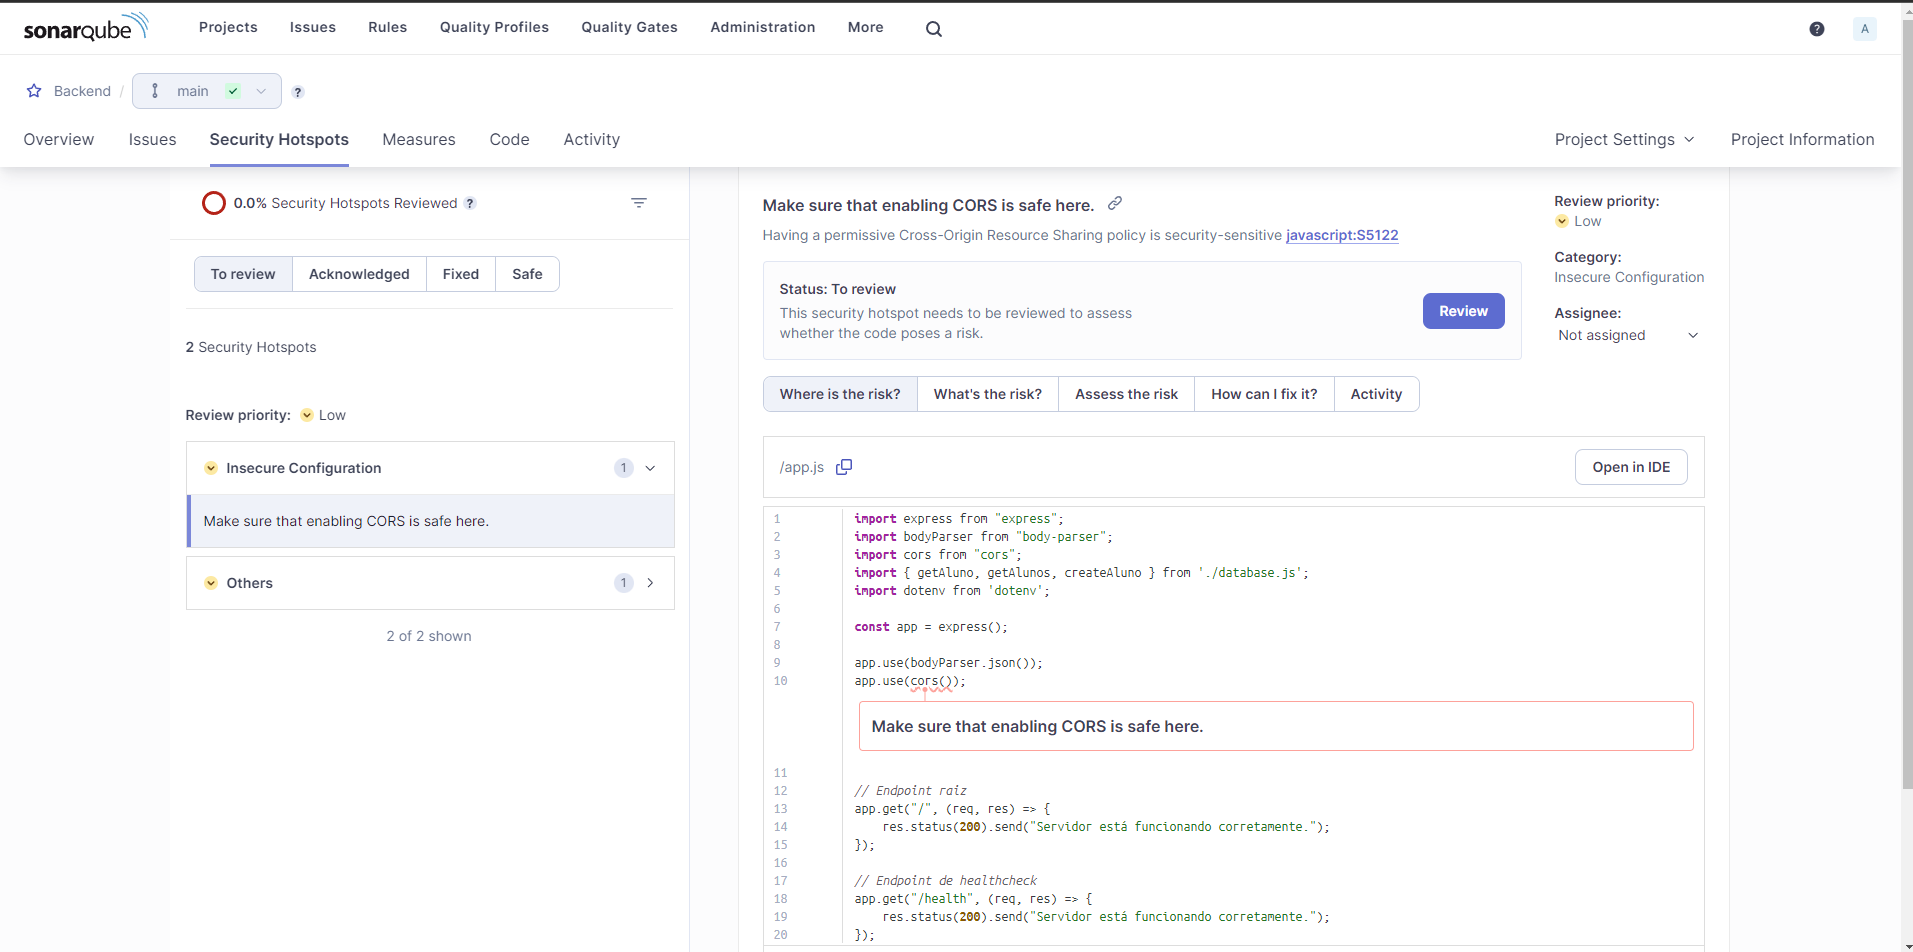 sonarqube
Projects Issues Rules Quality Profiles Quality Gates Administration More
? A
Backend / main ?
Overview Issues Security Hotspots Measures Code Activity Project Settings Project Information
0.0% Security Hotspots Reviewed ?
To review Acknowledged Fixed Safe
2 Security Hotspots
Review priority: Low
Insecure Configuration 1
Make sure that enabling CORS is safe here.
Others 1
2 of 2 shown
Make sure that enabling CORS is safe here.
Having a permissive Cross-Origin Resource Sharing policy is security-sensitive javascript:S5122
Status: To review
This security hotspot needs to be reviewed to assess
whether the code poses a risk.
Review
Review priority:
Low
Category:
Insecure Configuration
Assignee:
Not assigned
Where is the risk? What's the risk? Assess the risk How can I fix it? Activity
/app.js Open in IDE
1 import express from "express";
2 import bodyParser from "body-parser";
3 import cors from "cors";
4 import { getAluno, getAlunos, createAluno } from './database.js';
5 import dotenv from 'dotenv';
6
7 const app = express();
8
9 app.use(bodyParser.json());
10 app.use(cors());
Make sure that enabling CORS is safe here.
11
12 // Endpoint raiz
13 app.get("/", (req, res) => {
14 res.status(200).send("Servidor está funcionando corretamente.");
15 });
16
17 // Endpoint de healthcheck
18 app.get("/health", (req, res) => {
19 res.status(200).send("Servidor está funcionando corretamente.");
20 });